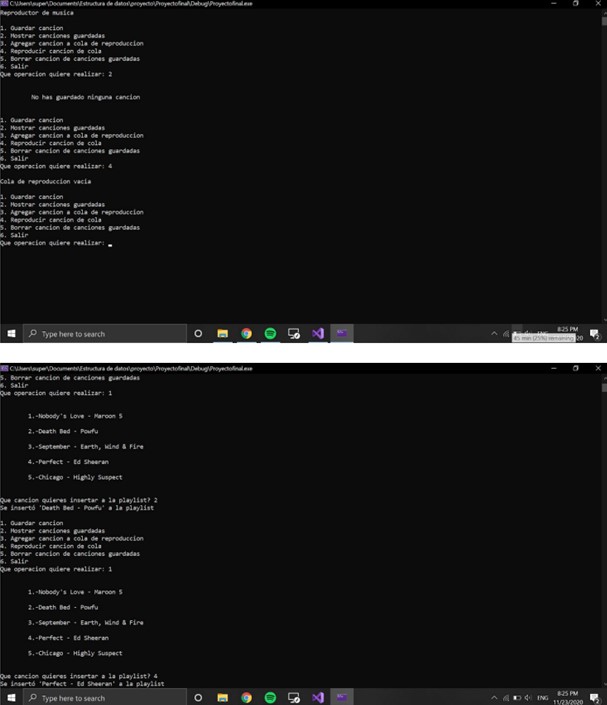 C:\Users\super\Documents\Estructura de datos\proyecto\Proyectofinal\Debug\Proyectofinal.exe
Reproductor de musica
1. Guardar cancion
2. Mostrar canciones guardadas
3. Agregar cancion a cola de reproduccion
4. Reproducir cancion de cola
5. Borrar cancion de canciones guardadas
6. Salir
Que operacion quiere realizar: 2
No has guardado ninguna cancion
1. Guardar cancion
2. Mostrar canciones guardadas
3. Agregar cancion a cola de reproduccion
4. Reproducir cancion de cola
5. Borrar cancion de canciones guardadas
6. Salir
Que operacion quiere realizar: 4
Cola de reproduccion vacia
1. Guardar cancion
2. Mostrar canciones guardadas
3. Agregar cancion a cola de reproduccion
4. Reproducir cancion de cola
5. Borrar cancion de canciones guardadas
6. Salir
Que operacion quiere realizar:
Type here to search
8:25 PM
45 min (25%) remaining
C:\Users\super\Documents\Estructura de datos\proyecto\Proyectofinal\Debug\Proyectofinal.exe
5. Borrar cancion de canciones guardadas
6. Salir
Que operacion quiere realizar: 1
1.-Nobody's Love - Maroon 5
2.-Death Bed - Powfu
3.-September - Earth, Wind & Fire
4.-Perfect - Ed Sheeran
5.-Chicago - Highly Suspect
Que cancion quieres insertar a la playlist? 2
Se insertó 'Death Bed - Powfu' a la playlist
1. Guardar cancion
2. Mostrar canciones guardadas
3. Agregar cancion a cola de reproduccion
4. Reproducir cancion de cola
5. Borrar cancion de canciones guardadas
6. Salir
Que operacion quiere realizar: 1
1.-Nobody's Love - Maroon 5
2.-Death Bed - Powfu
3.-September - Earth, Wind & Fire
4.-Perfect - Ed Sheeran
5.-Chicago - Highly Suspect
Que cancion quieres insertar a la playlist? 4
Se insertó 'Perfect - Ed Sheeran' a la playlist
Type here to search
ENG
8:25 PM
11/23/2020